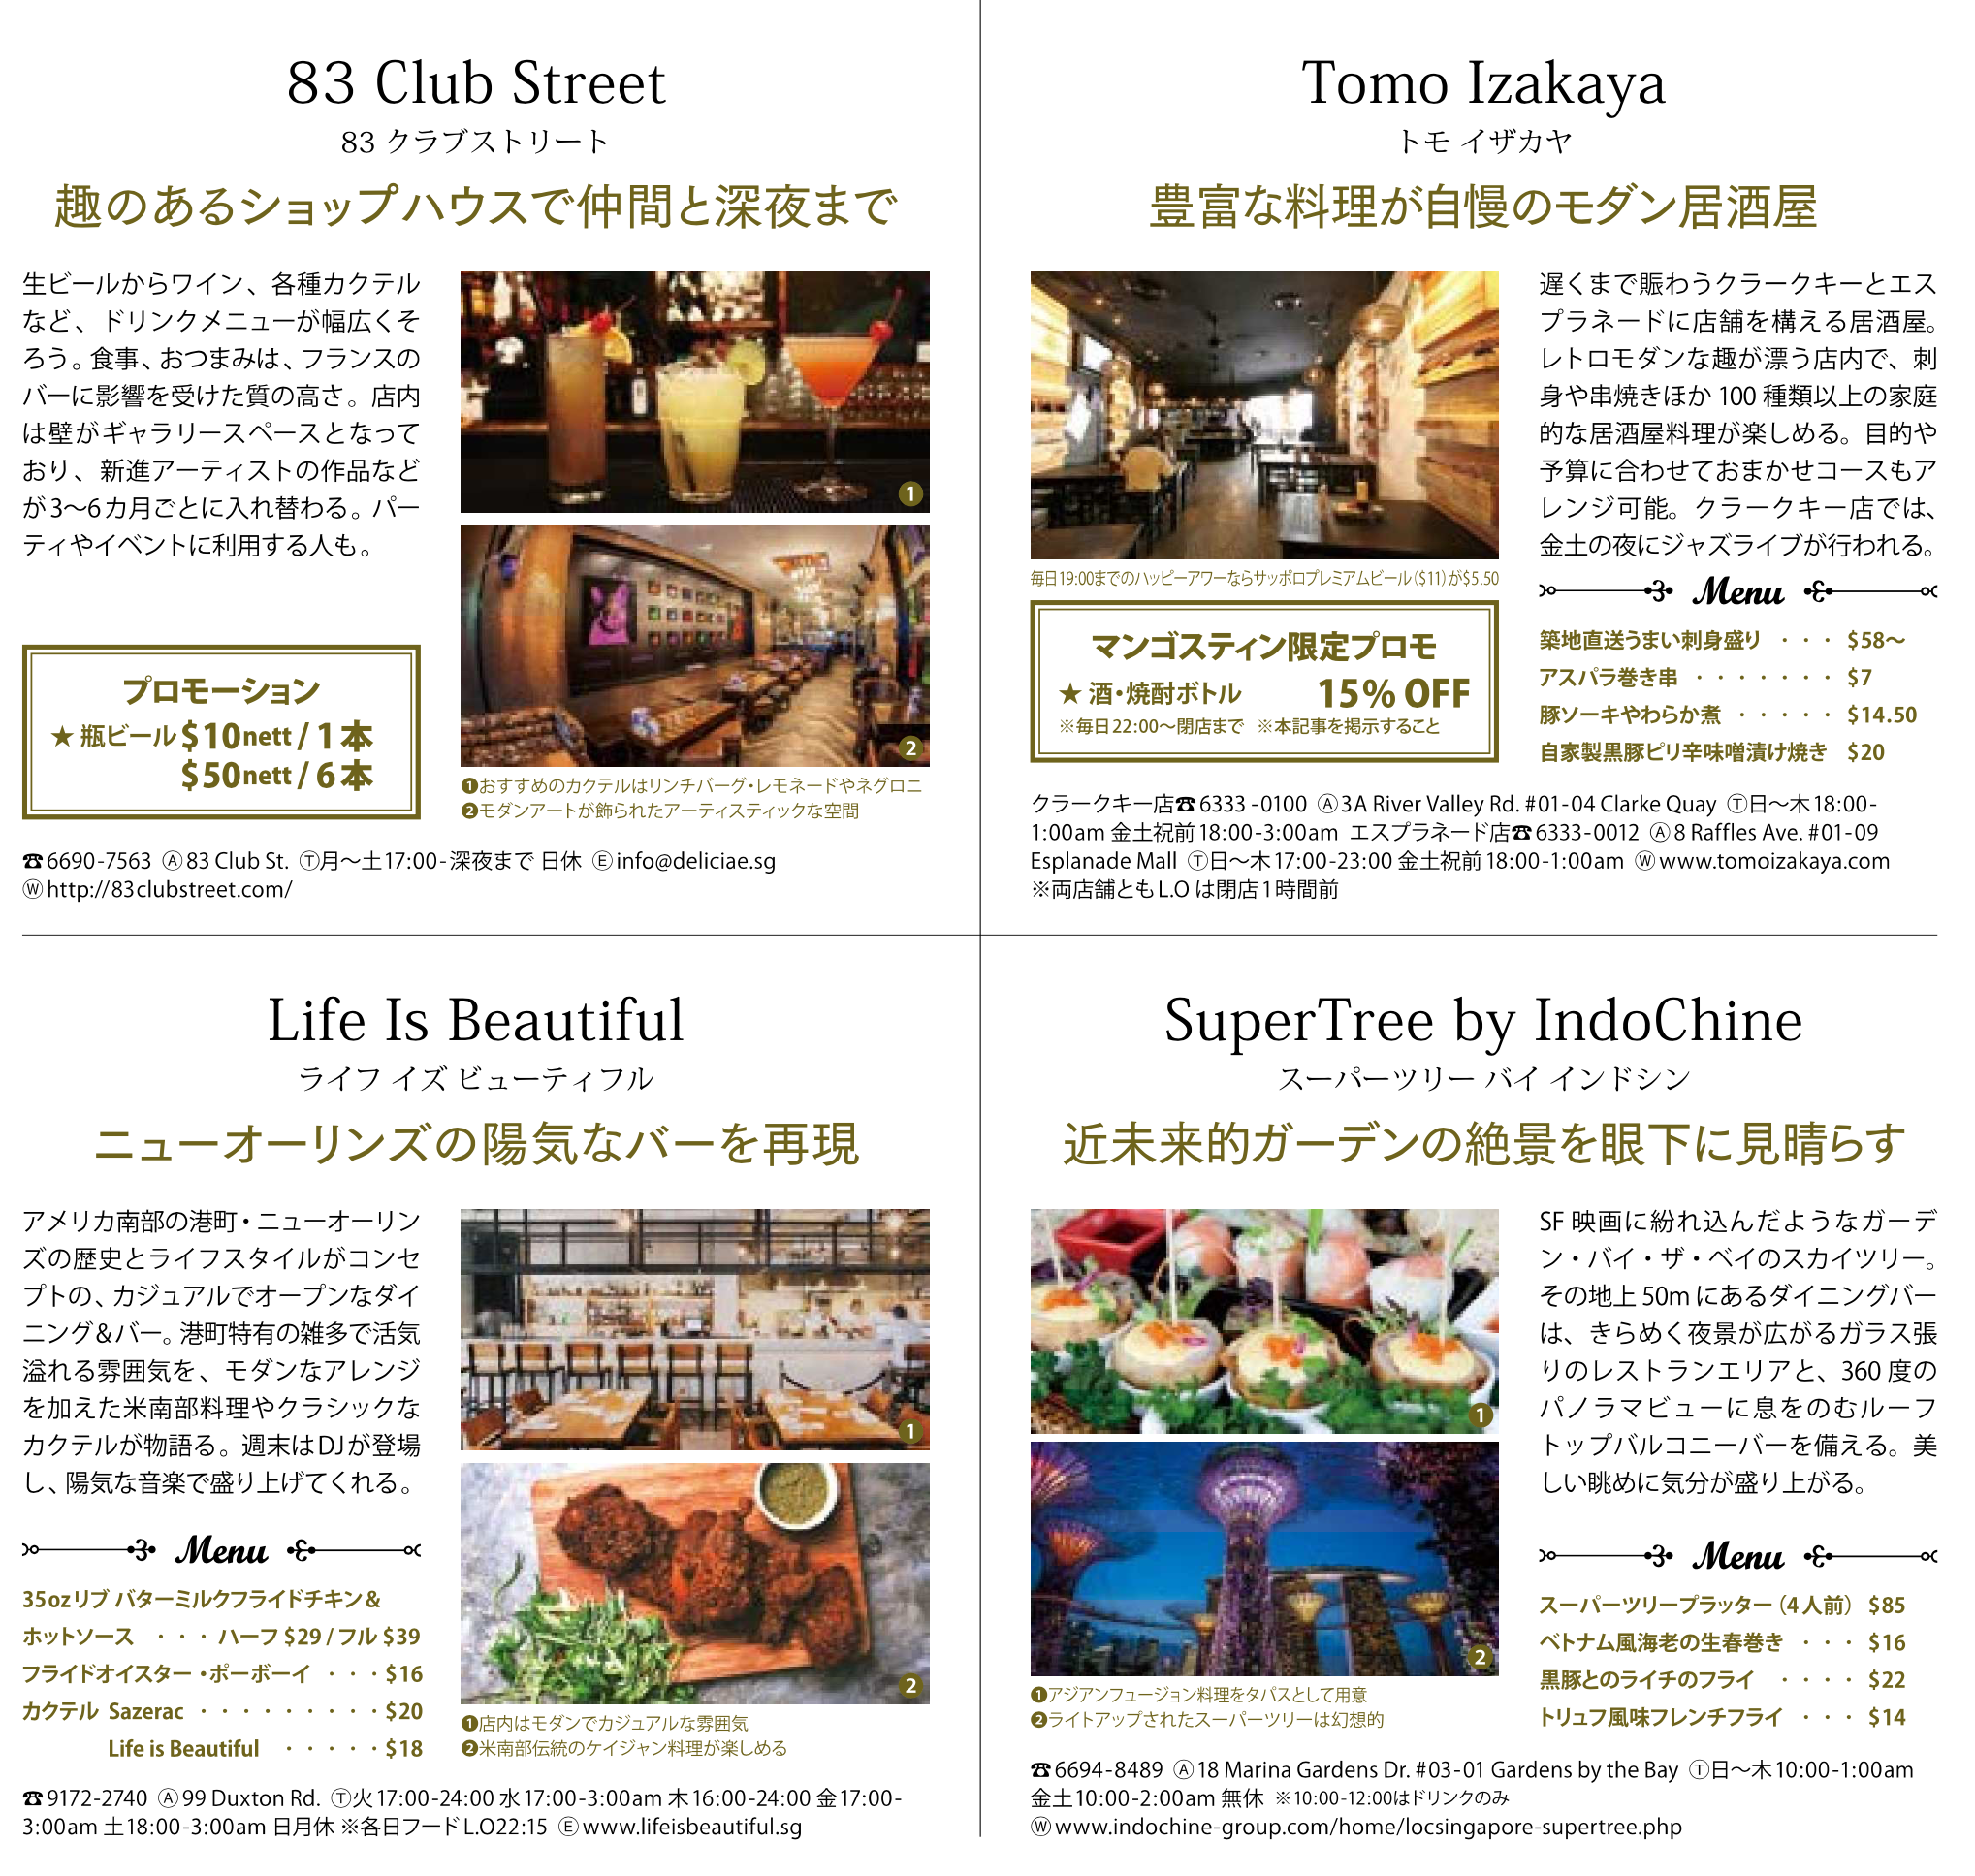 83 Club Street
83 クラブストリート
趣のあるショップハウスで仲間と深夜まで
生ビールからワイン、各種カクテル
など、ドリンクメニューが幅広くそ
ろう。食事、おつまみは、フランスの
バーに影響を受けた質の高さ。店内
は壁がギャラリースペースとなって
おり、新進アーティストの作品など
が3〜6カ月ごとに入れ替わる。パー
ティやイベントに利用する人も。
プロモーション
★ 瓶ビール $10nett / 1本
$50nett / 6本
1
2
❶おすすめのカクテルはリンチバーグ・レモネードやネグロニ
❷モダンアートが飾られたアーティスティックな空間
☎6690-7563 Ⓐ83 Club St. Ⓣ月〜土17:00-深夜まで 日休 Ⓔinfo@deliciae.sg
Ⓦhttp://83clubstreet.com/
Tomo Izakaya
トモ イザカヤ
豊富な料理が自慢のモダン居酒屋
毎日19:00までのハッピーアワーならサッポロプレミアムビール($11)が$5.50
マンゴスティン限定プロモ
★ 酒・焼酎ボトル 15% OFF
※毎日22:00〜閉店まで ※本記事を掲示すること
遅くまで賑わうクラークキーとエス
プラネードに店舗を構える居酒屋。
レトロモダンな趣が漂う店内で、刺
身や串焼きほか 100 種類以上の家庭
的な居酒屋料理が楽しめる。目的や
予算に合わせておまかせコースもア
レンジ可能。クラークキー店では、
金土の夜にジャズライブが行われる。
Menu
築地直送うまい刺身盛り ・・・ $58〜
アスパラ巻き串 ・・・・・・・ $7
豚ソーキやわらか煮 ・・・・・ $14.50
自家製黒豚ピリ辛味噌漬け焼き $20
クラークキー店☎6333-0100 Ⓐ3A River Valley Rd. #01-04 Clarke Quay Ⓣ日〜木18:00-
1:00am 金土祝前18:00-3:00am エスプラネード店☎6333-0012 Ⓐ8 Raffles Ave. #01-09
Esplanade Mall Ⓣ日〜木17:00-23:00 金土祝前18:00-1:00am Ⓦwww.tomoizakaya.com
※両店舗ともL.Oは閉店1時間前
Life Is Beautiful
ライフ イズ ビューティフル
ニューオーリンズの陽気なバーを再現
アメリカ南部の港町・ニューオーリン
ズの歴史とライフスタイルがコンセ
プトの、カジュアルでオープンなダイ
ニング&バー。港町特有の雑多で活気
溢れる雰囲気を、モダンなアレンジ
を加えた米南部料理やクラシックな
カクテルが物語る。週末はDJが登場
し、陽気な音楽で盛り上げてくれる。
Menu
35ozリブ バターミルクフライドチキン&
ホットソース ・・・ハーフ $29 / フル $39
フライドオイスター・ポーボーイ ・・・$16
カクテル Sazerac ・・・・・・・・・$20
Life is Beautiful ・・・・・$18
1
2
❶店内はモダンでカジュアルな雰囲気
❷米南部伝統のケイジャン料理が楽しめる
☎9172-2740 Ⓐ99 Duxton Rd. Ⓣ火17:00-24:00 水17:00-3:00am 木16:00-24:00 金17:00-
3:00am 土18:00-3:00am 日月休 ※各日フードL.O22:15 Ⓔwww.lifeisbeautiful.sg
SuperTree by IndoChine
スーパーツリー バイ インドシン
近未来的ガーデンの絶景を眼下に見晴らす
1
2
❶アジアンフュージョン料理をタパスとして用意
❷ライトアップされたスーパーツリーは幻想的
SF 映画に紛れ込んだようなガーデ
ン・バイ・ザ・ベイのスカイツリー。
その地上 50m にあるダイニングバー
は、きらめく夜景が広がるガラス張
りのレストランエリアと、360 度の
パノラマビューに息をのむルーフ
トップバルコニーバーを備える。美
しい眺めに気分が盛り上がる。
Menu
スーパーツリープラッター(4人前) $85
ベトナム風海老の生春巻き ・・・ $16
黒豚とのライチのフライ ・・・・ $22
トリュフ風味フレンチフライ ・・・ $14
☎6694-8489 Ⓐ18 Marina Gardens Dr. #03-01 Gardens by the Bay Ⓣ日〜木10:00-1:00am
金土10:00-2:00am 無休 ※10:00-12:00はドリンクのみ
Ⓦwww.indochine-group.com/home/locsingapore-supertree.php